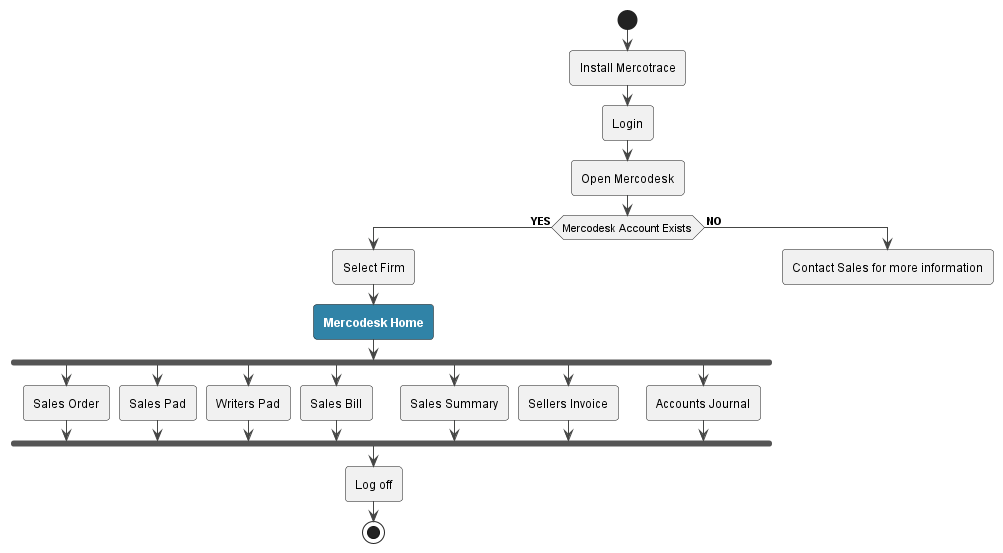 Install Mercotrace
Login
Open Mercodesk
YES
Mercodesk Account Exists
NO
Select Firm
Contact Sales for more information
Mercodesk Home
Sales Order
Sales Pad
Writers Pad
Sales Bill
Sales Summary
Sellers Invoice
Accounts Journal
Log off